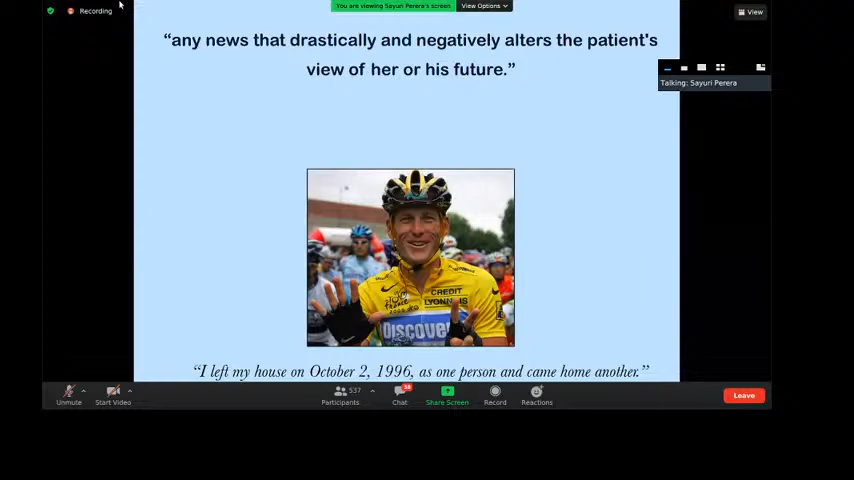 Recording
You are viewing Sayuri Perera's screen
View Options
View
“any news that drastically and negatively alters the patient's
view of her or his future.”
Talking: Sayuri Perera
CREDIT
LYONNAIS
DISCOVE
“I left my house on October 2, 1996, as one person and came home another.”
Unmute
Start Video
537
Participants
38
Chat
Share Screen
Record
Reactions
Leave